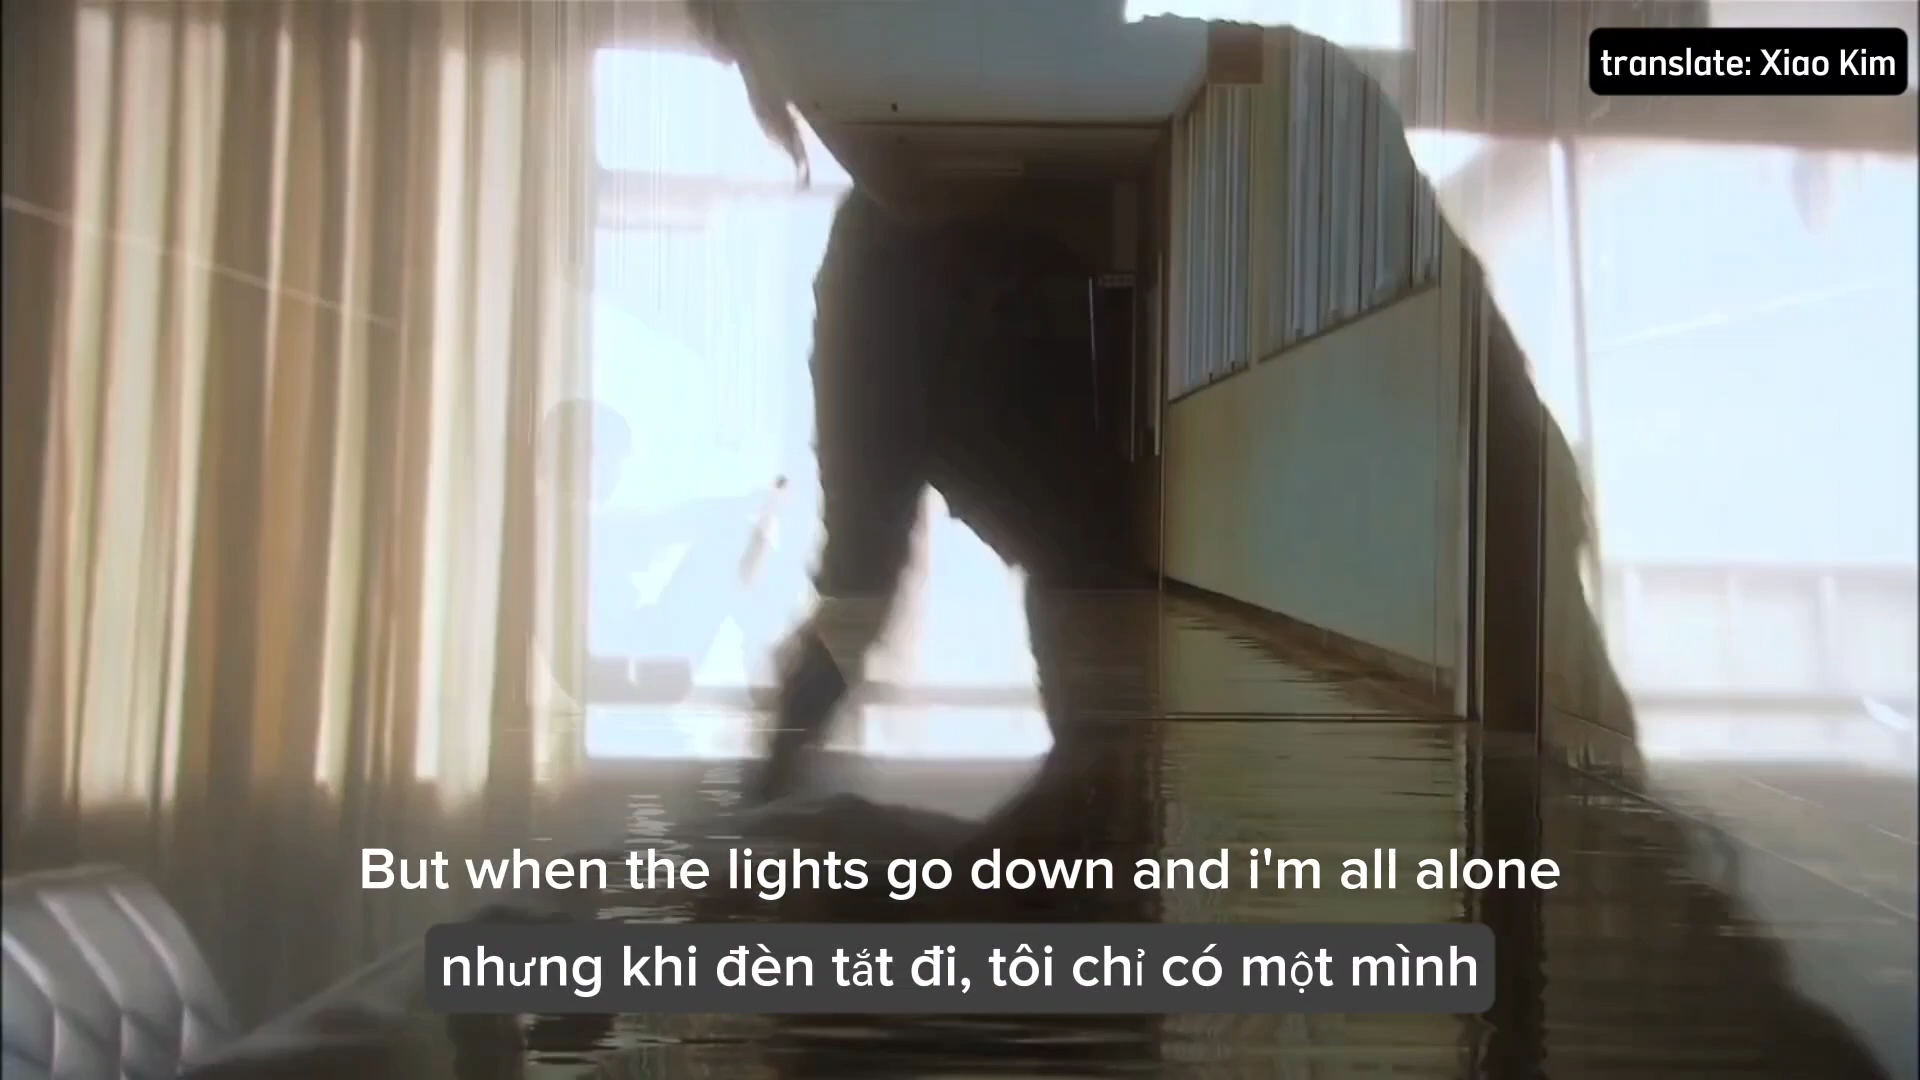 translate: Xiao Kim
But when the lights go down and i'm all alone
nhưng khi đèn tắt đi, tôi chỉ có một mình